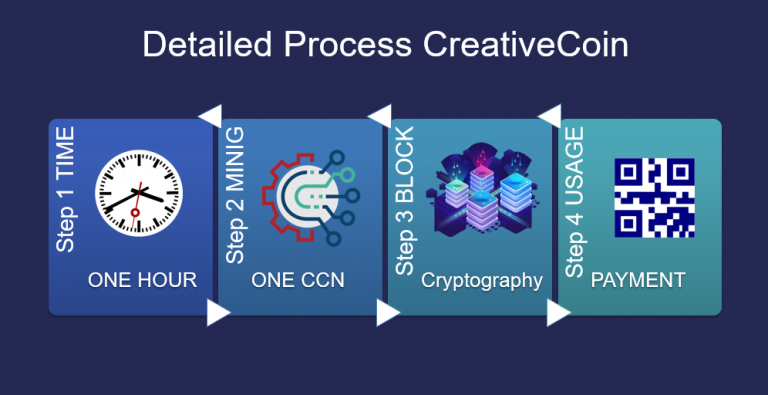 Detailed Process CreativeCoin
Step 1 TIME
ONE HOUR
Step 2 MINIG
ONE CCN
Step 3 BLOCK
Cryptography
Step 4 USAGE
PAYMENT